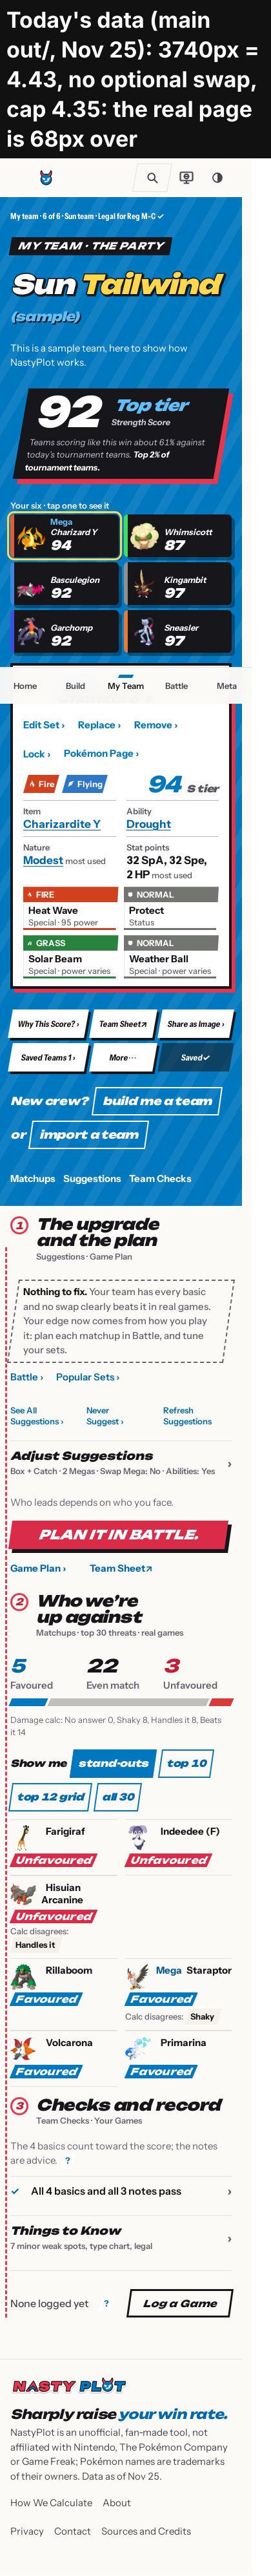 Today's data (main
out/, Nov 25): 3740px =
4.43, no optional swap,
cap 4.35: the real page
is 68px over
My team · 6 of 6 · Sun team · Legal for Reg M-C ✓
MY TEAM · THE PARTY
Sun Tailwind
(sample)
This is a sample team, here to show how
NastyPlot works.
92 Top tier
Strength Score
Teams scoring like this win about 61% against
today's tournament teams. Top 2% of
tournament teams.
Your six · tap one to see it
Mega
Charizard Y
94
Whimsicott
87
Basculegion
92
Kingambit
97
Garchomp
92
Sneasler
97
Home Build My Team Battle Meta
Edit Set › Replace › Remove ›
Lock › Pokémon Page ›
Fire Flying 94 S tier
Item Ability
Charizardite Y Drought
Nature Stat points
Modest most used 32 SpA, 32 Spe,
2 HP most used
FIRE NORMAL
Heat Wave Protect
Special · 95 power Status
GRASS NORMAL
Solar Beam Weather Ball
Special · power varies Special · power varies
Why This Score? › Team Sheet↗ Share as Image ›
Saved Teams 1 › More··· Saved✓
New crew? build me a team
or import a team
Matchups Suggestions Team Checks
1 The upgrade
and the plan
Suggestions · Game Plan
Nothing to fix. Your team has every basic
and no swap clearly beats it in real games.
Your edge now comes from how you play
it: plan each matchup in Battle, and tune
your sets.
Battle › Popular Sets ›
See All Never Refresh
Suggestions › Suggest › Suggestions
Adjust Suggestions ›
Box + Catch · 2 Megas · Swap Mega: No · Abilities: Yes
Who leads depends on who you face.
PLAN IT IN BATTLE.
Game Plan › Team Sheet↗
2 Who we're
up against
Matchups · top 30 threats · real games
5 22 3
Favoured Even match Unfavoured
Damage calc: No answer 0, Shaky 8, Handles it 8, Beats
it 14
Show me stand-outs top 10
top 12 grid all 30
Farigiraf Indeedee (F)
Unfavoured Unfavoured
Hisuian
Arcanine
Unfavoured
Calc disagrees:
Handles it
Rillaboom Mega Staraptor
Favoured Favoured
Calc disagrees: Shaky
Volcarona Primarina
Favoured Favoured
3 Checks and record
Team Checks · Your Games
The 4 basics count toward the score; the notes
are advice. ?
✓ All 4 basics and all 3 notes pass ›
Things to Know ›
7 minor weak spots, type chart, legal
None logged yet ? Log a Game
NASTY PLOT
Sharply raise your win rate.
NastyPlot is an unofficial, fan-made tool, not
affiliated with Nintendo, The Pokémon Company
or Game Freak; Pokémon names are trademarks
of their owners. Data as of Nov 25.
How We Calculate About
Privacy Contact Sources and Credits